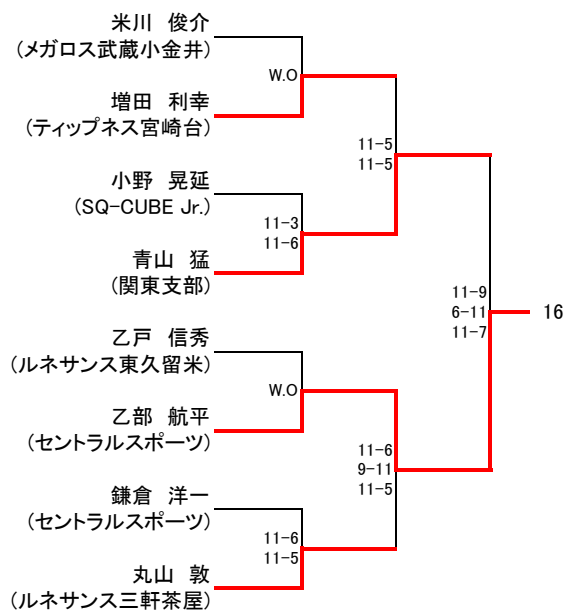 米川　俊介
(メガロス武蔵小金井)
W.O
増田　利幸
(ティップネス宮崎台)
11-5
11-5
小野　晃延
(SQ-CUBE Jr.)
11-3
11-6
青山　猛
(関東支部)
11-9
6-11
11-7
16
乙戸　信秀
(ルネサンス東久留米)
W.O
乙部　航平
(セントラルスポーツ)
11-6
9-11
11-5
鎌倉　洋一
(セントラルスポーツ)
11-6
11-5
丸山　敦
(ルネサンス三軒茶屋)